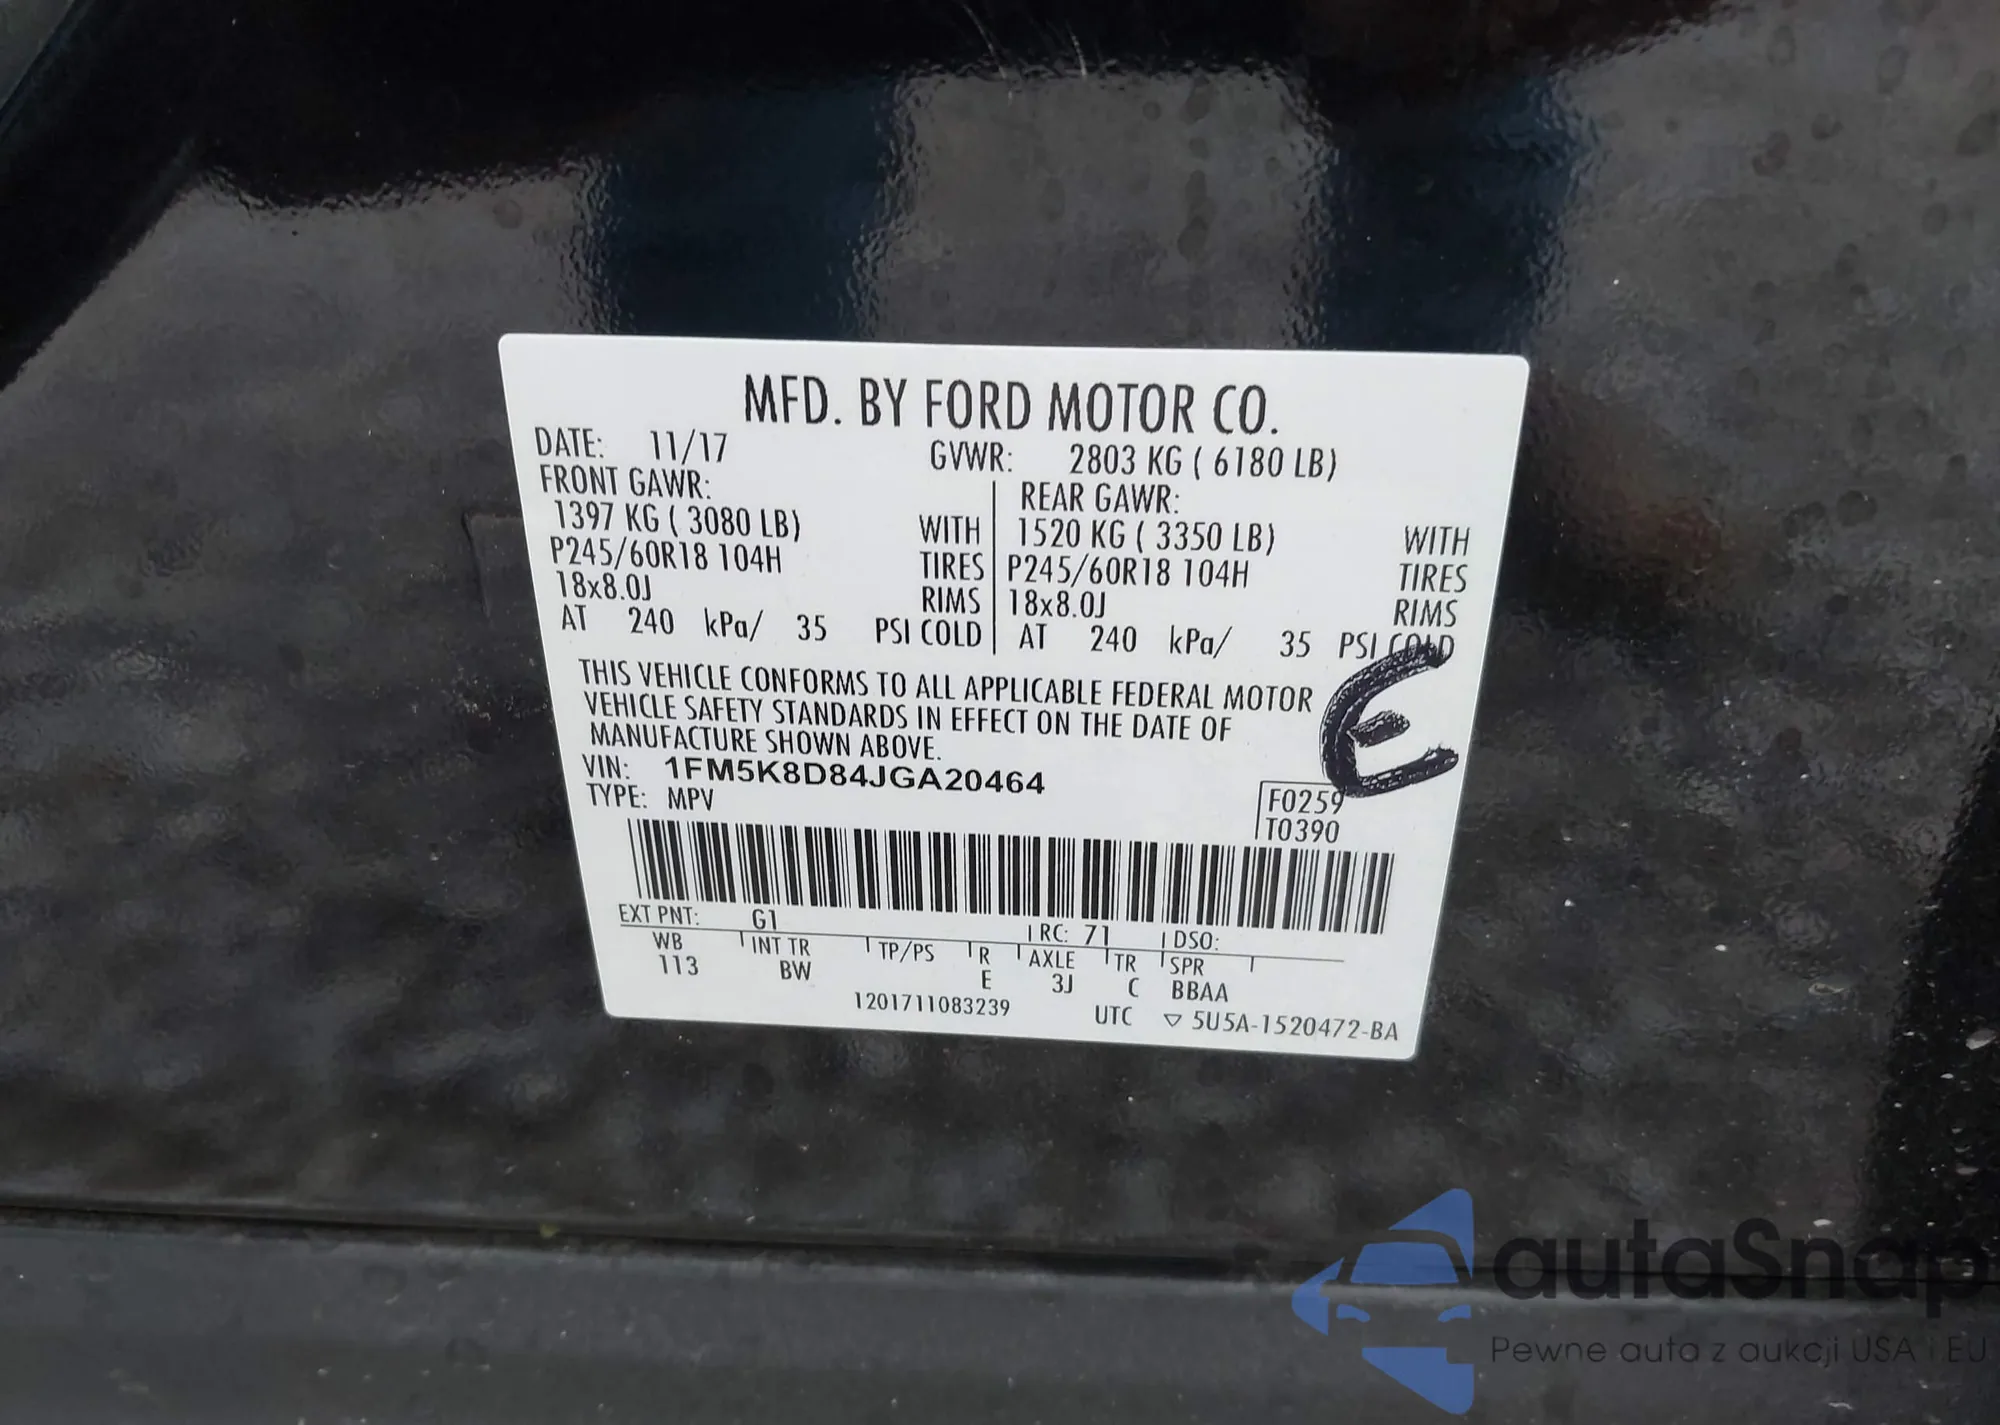 MFD. BY FORD MOTOR CO.
DATE: 11/17 GVWR: 2803 KG ( 6180 LB)
FRONT GAWR: REAR GAWR:
1397 KG ( 3080 LB) WITH 1520 KG ( 3350 LB) WITH
P245/60R18 104H TIRES P245/60R18 104H TIRES
18x8.0J RIMS 18x8.0J RIMS
AT 240 kPa/ 35 PSI COLD AT 240 kPa/ 35 PSI COLD
THIS VEHICLE CONFORMS TO ALL APPLICABLE FEDERAL MOTOR
VEHICLE SAFETY STANDARDS IN EFFECT ON THE DATE OF
MANUFACTURE SHOWN ABOVE.
E
VIN: 1FM5K8D84JGA20464
TYPE: MPV
F0259
T0390
EXT PNT: G1 RC: 71 DSO:
WB INT TR TP/PS R AXLE TR SPR
113 BW E 3J C BBAA
1201711083239 UTC ▽ 5U5A-1520472-BA
autaSnap
Pewne auta z aukcji USA i EU